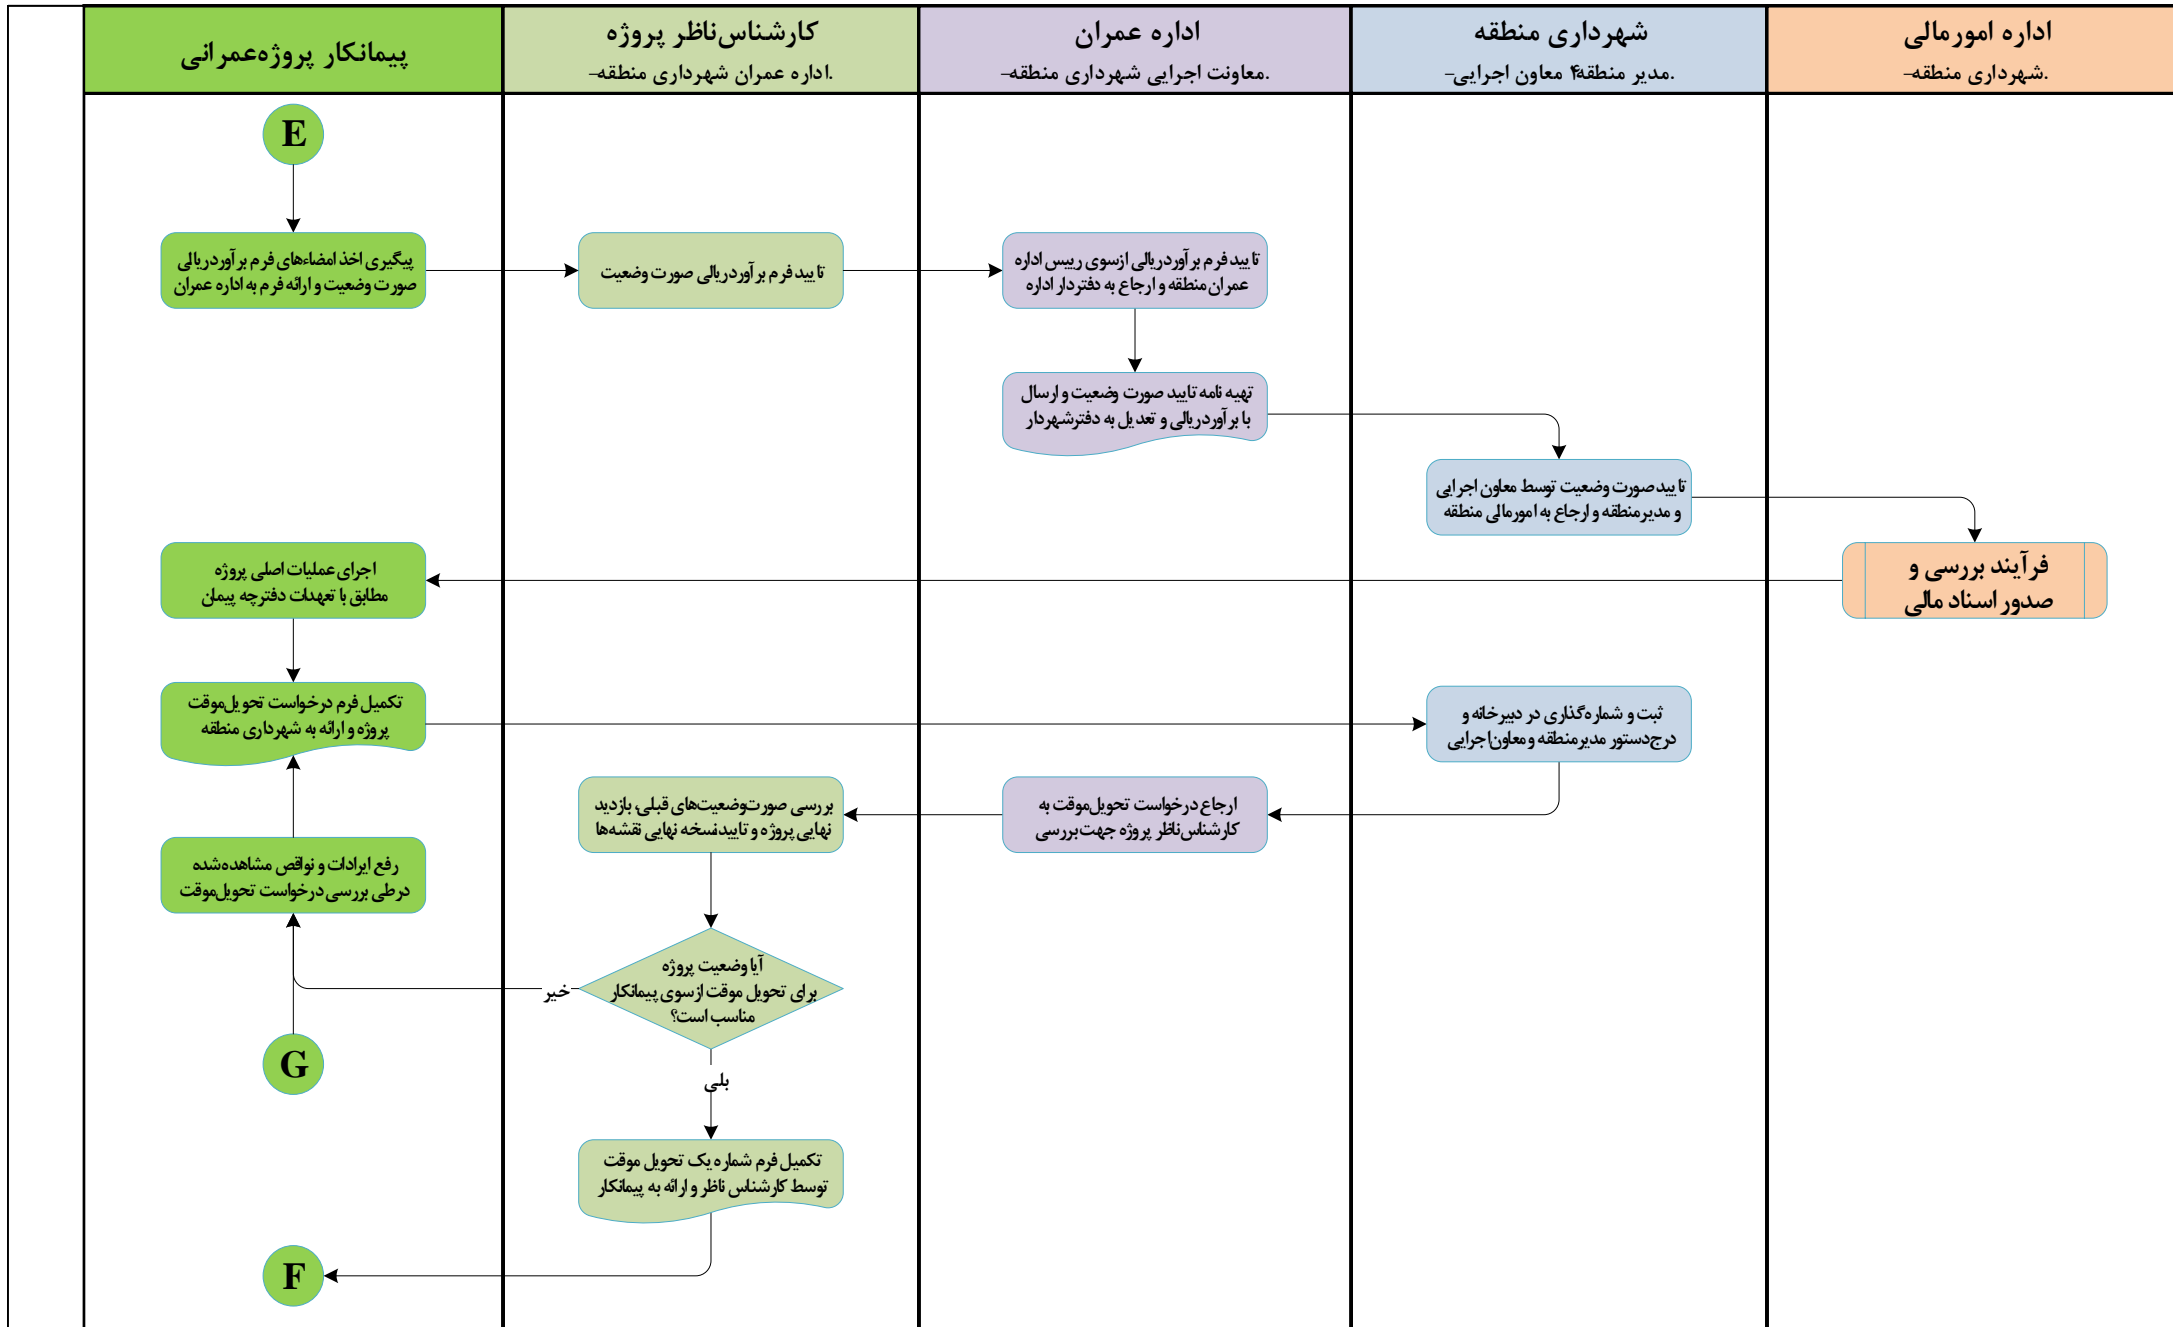 اداره امورمالی
شهرداری منطقه–.
شهرداری منطقه
مدیر منطقه۴ معاون اجرایی–.
اداره عمران
معاونت اجرایی شهرداری منطقه–.
کارشناس‌ناظر پروژه
اداره عمران شهرداری منطقه–.
پیمانکار پروژه‌عمرانی
E
پیگیری اخذ امضاء‌های فرم برآوردریالی
صورت وضعیت و ارائه فرم به اداره عمران
تایید فرم برآوردریالی صورت وضعیت
تایید فرم برآوردریالی ازسوی رییس اداره
عمران منطقه و ارجاع به دفتردار اداره
تهیه نامه تایید صورت وضعیت و ارسال
با برآوردریالی و تعدیل به دفترشهردار
تایید صورت وضعیت توسط معاون اجرایی
و مدیرمنطقه و ارجاع به امورمالی منطقه
فرآیند بررسی و
صدور اسناد مالی
اجرای عملیات اصلی پروژه
مطابق با تعهدات دفترچه پیمان
تکمیل فرم درخواست تحویل‌موقت
پروژه و ارائه به شهرداری منطقه
ثبت و شماره‌گذاری در دبیرخانه و
درج‌دستور مدیرمنطقه و معاون‌اجرایی
ارجاع درخواست تحویل‌موقت به
کارشناس‌ناظر پروژه جهت‌بررسی
بررسی صورت‌وضعیت‌های قبلی، بازدید
نهایی پروژه و تاییدنسخه نهایی نقشه‌ها
رفع ایرادات و نواقص مشاهده‌شده
درطی بررسی درخواست تحویل‌موقت
آیا وضعیت پروژه
برای تحویل موقت ازسوی پیمانکار
مناسب است؟
خیر
G
بلی
تکمیل فرم شماره یک تحویل موقت
توسط کارشناس ناظر و ارائه به پیمانکار
F